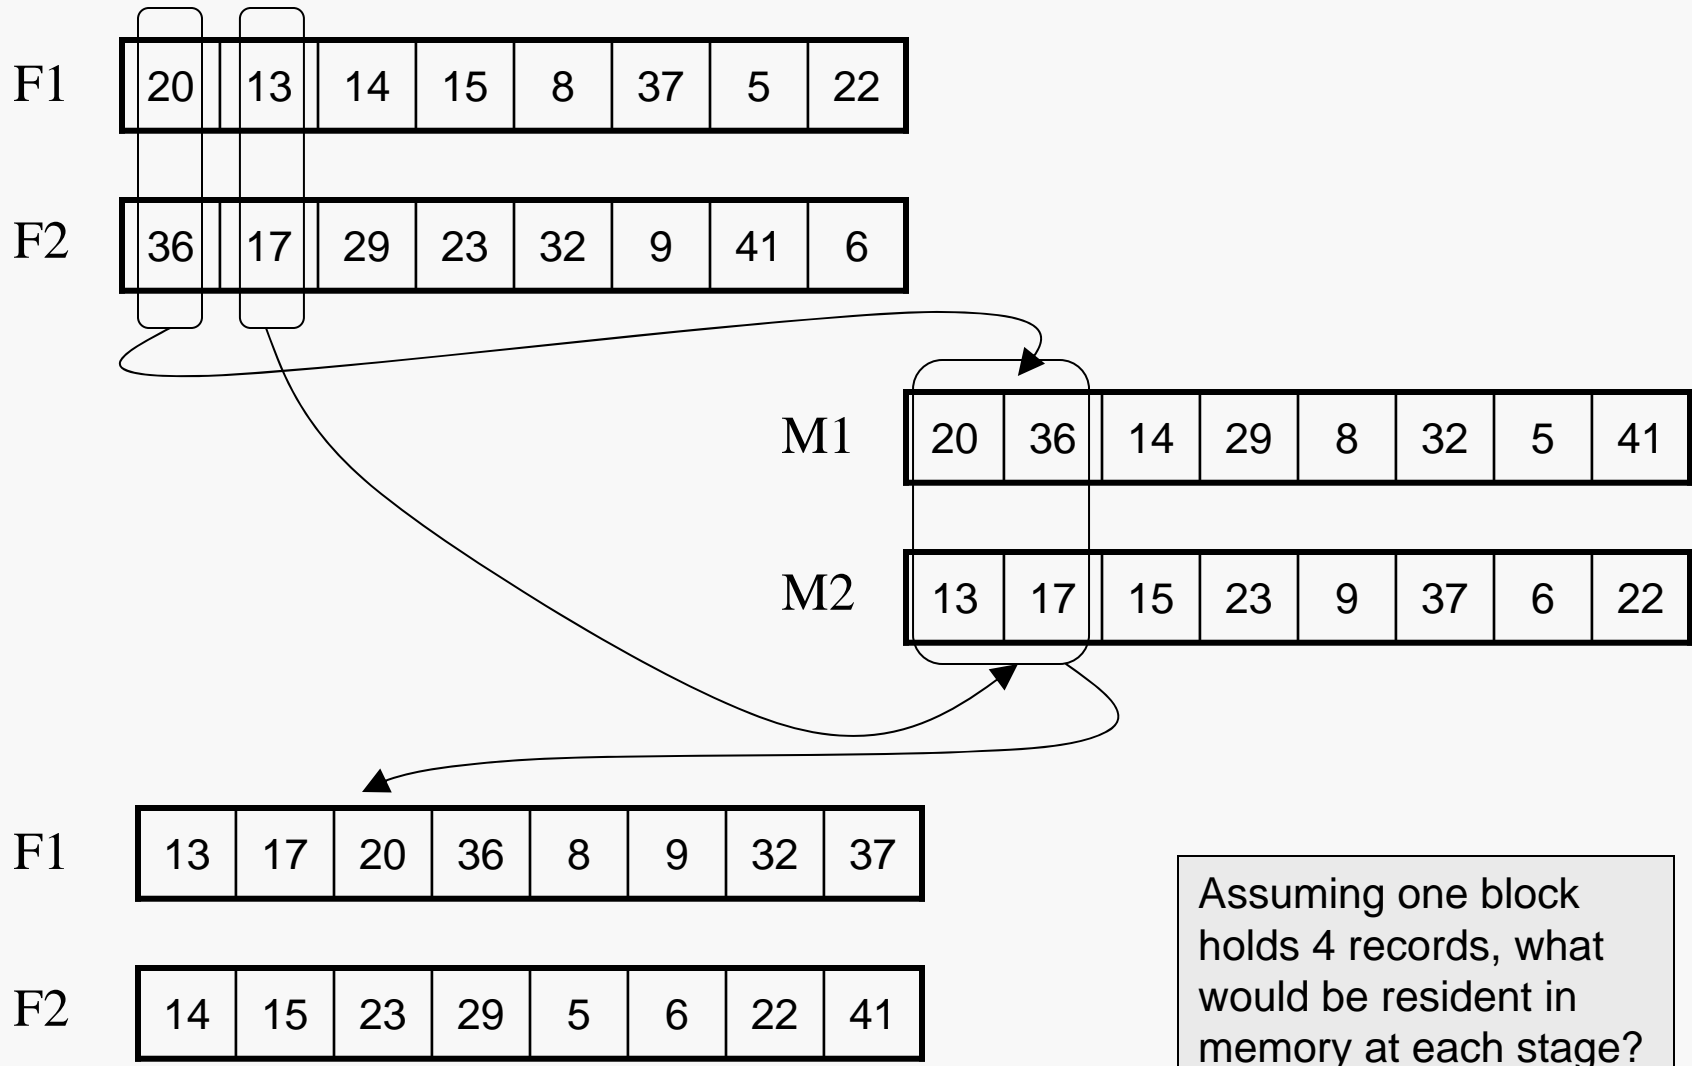 F1 20 13 14 15 8 37 5 22
F2 36 17 29 23 32 9 41 6
M1 20 36 14 29 8 32 5 41
M2 13 17 15 23 9 37 6 22
F1 13 17 20 36 8 9 32 37
F2 14 15 23 29 5 6 22 41
Assuming one block
holds 4 records, what
would be resident in
memory at each stage?